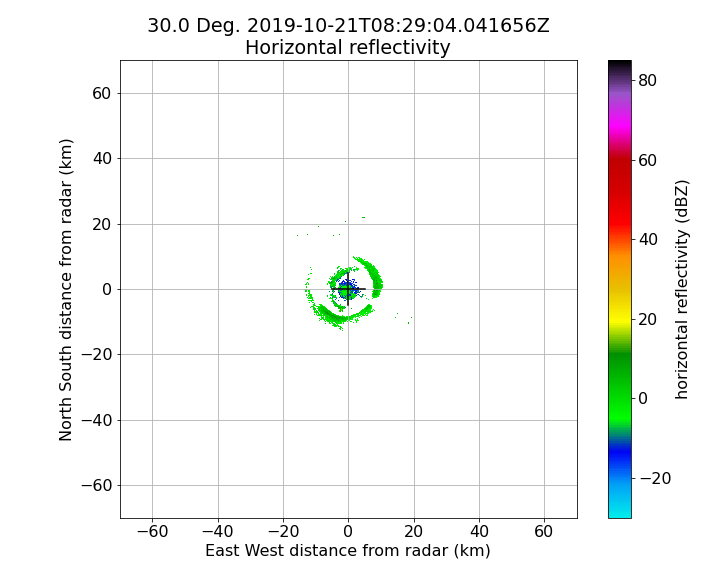 30.0 Deg. 2019-10-21T08:29:04.041656Z
Horizontal reflectivity
60
40
20
0
−20
−40
−60
−60 −40 −20 0 20 40 60
North South distance from radar (km)
East West distance from radar (km)
80
60
40
20
0
−20
horizontal reflectivity (dBZ)